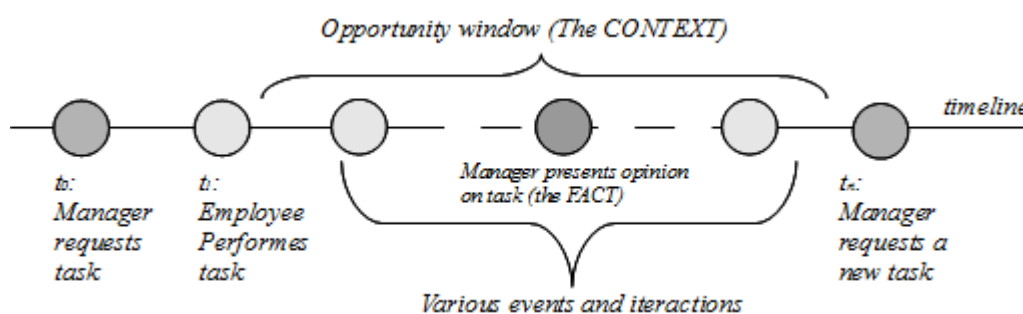 Opportunity window (The CONTEXT)
timeline
Manager presents opinion
on task (the FACT)
t₀:
Manager
requests
task
t₁:
Employee
Performes
task
tₙ:
Manager
requests a
new task
Various events and iteractions